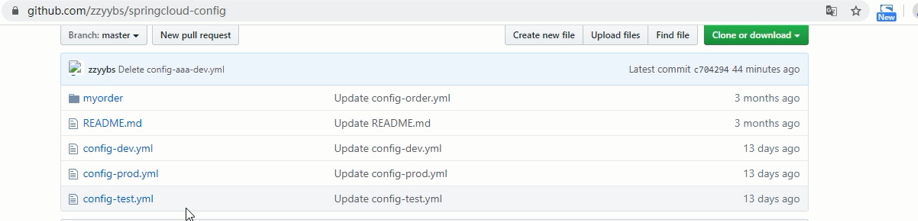 github.com/zzyybs/springcloud-config
New
Branch: master
New pull request
Create new file
Upload files
Find file
Clone or download
zzyybs Delete config-aaa-dev.yml
Latest commit c704294 44 minutes ago
myorder Update config-order.yml 3 months ago
README.md Update README.md 3 months ago
config-dev.yml Update config-dev.yml 13 days ago
config-prod.yml Update config-prod.yml 13 days ago
config-test.yml Update config-test.yml 13 days ago